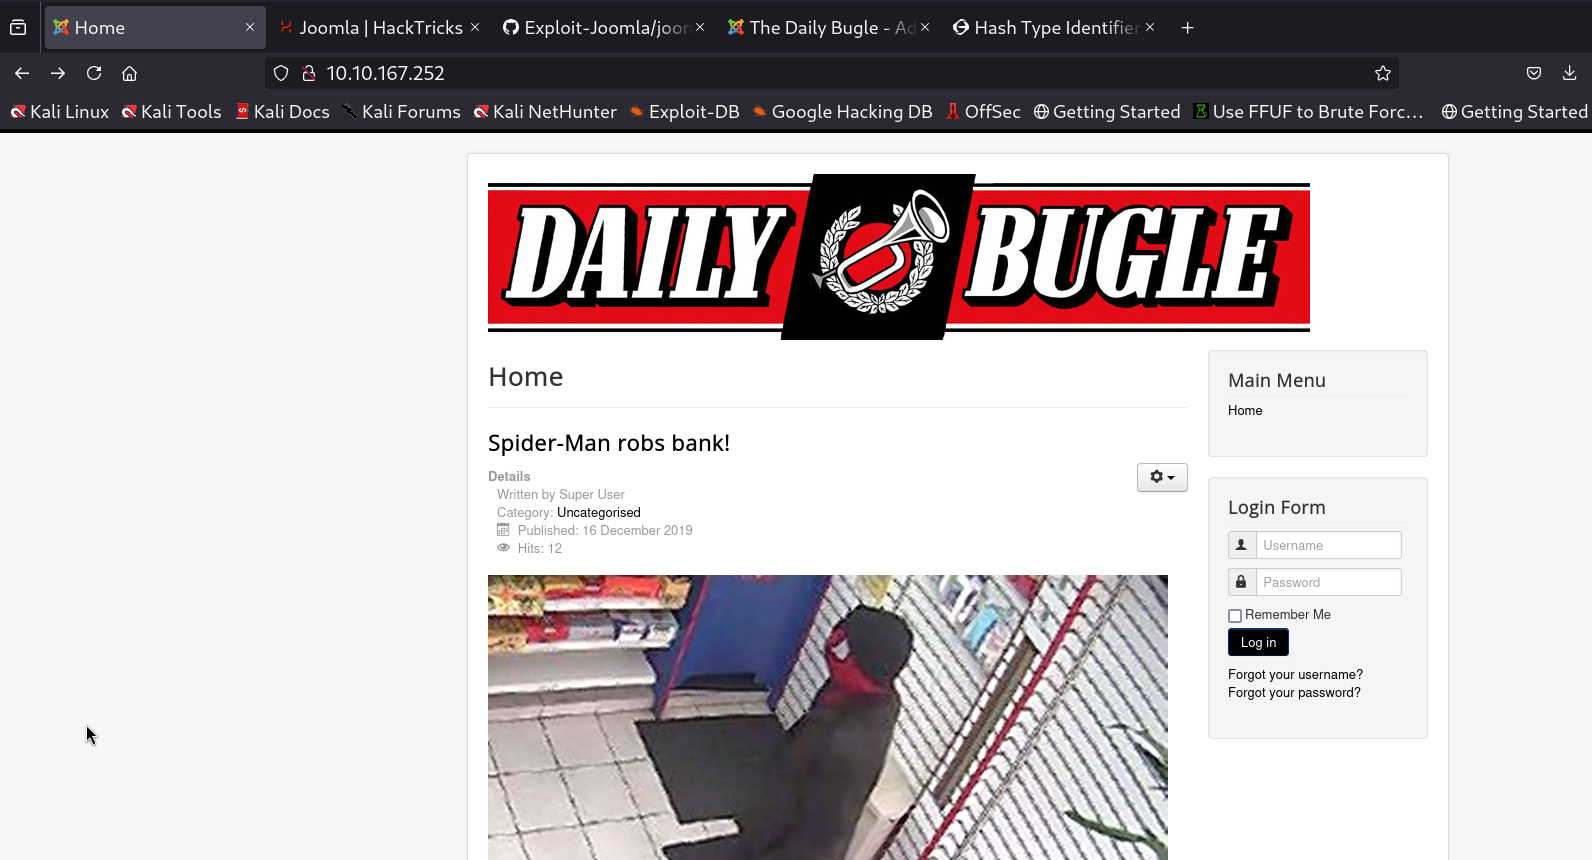 Home
Joomla | HackTricks
Exploit-Joomla/joon
The Daily Bugle - Ad
Hash Type Identifier
10.10.167.252
Kali Linux Kali Tools Kali Docs Kali Forums Kali NetHunter Exploit-DB Google Hacking DB OffSec Getting Started Use FFUF to Brute Forc… Getting Started
DAILY BUGLE
Home
Spider-Man robs bank!
Details
Written by Super User
Category: Uncategorised
Published: 16 December 2019
Hits: 12
Main Menu
Home
Login Form
Username
Password
Remember Me
Log in
Forgot your username?
Forgot your password?